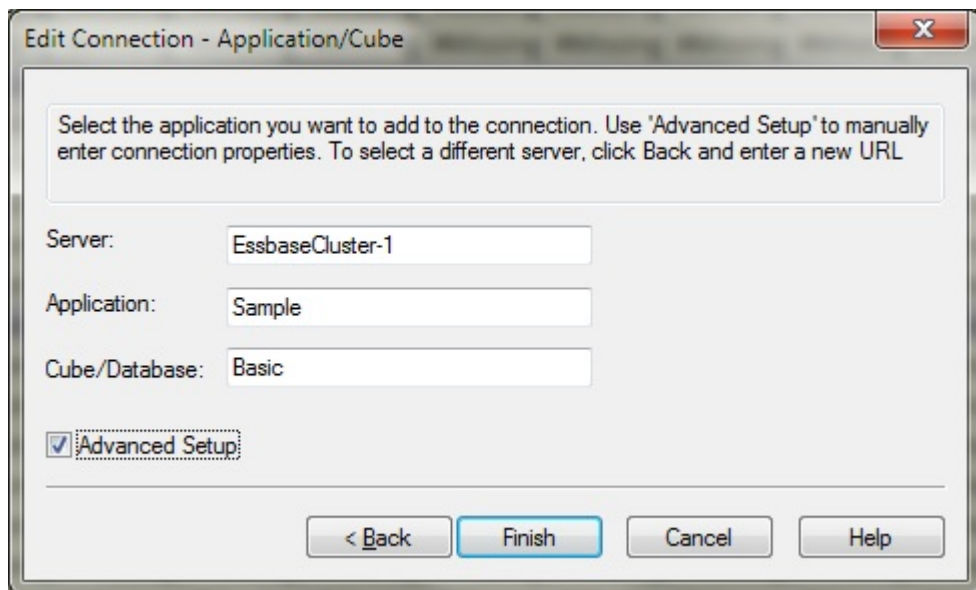 Edit Connection - Application/Cube
X
Select the application you want to add to the connection. Use 'Advanced Setup' to manually
enter connection properties. To select a different server, click Back and enter a new URL
Server: EssbaseCluster-1
Application: Sample
Cube/Database: Basic
Advanced Setup
< Back Finish Cancel Help